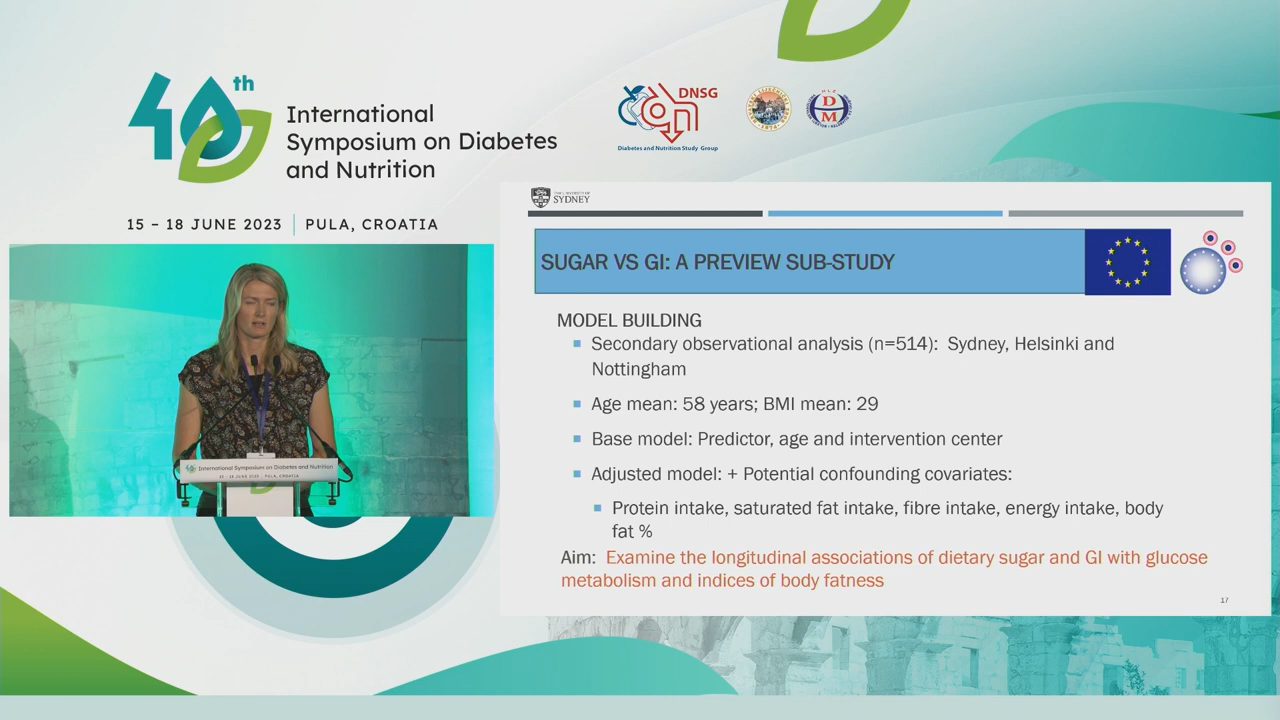 40th
International
Symposium on Diabetes
and Nutrition
15 – 18 JUNE 2023 | PULA, CROATIA
DNSG
Diabetes and Nutrition Study Group
D
M
SYDNEY
SUGAR VS GI: A PREVIEW SUB-STUDY
MODEL BUILDING
Secondary observational analysis (n=514): Sydney, Helsinki and
Nottingham
Age mean: 58 years; BMI mean: 29
Base model: Predictor, age and intervention center
Adjusted model: + Potential confounding covariates:
Protein intake, saturated fat intake, fibre intake, energy intake, body
fat %
Aim: Examine the longitudinal associations of dietary sugar and GI with glucose
metabolism and indices of body fatness
17
International Symposium on Diabetes and Nutrition